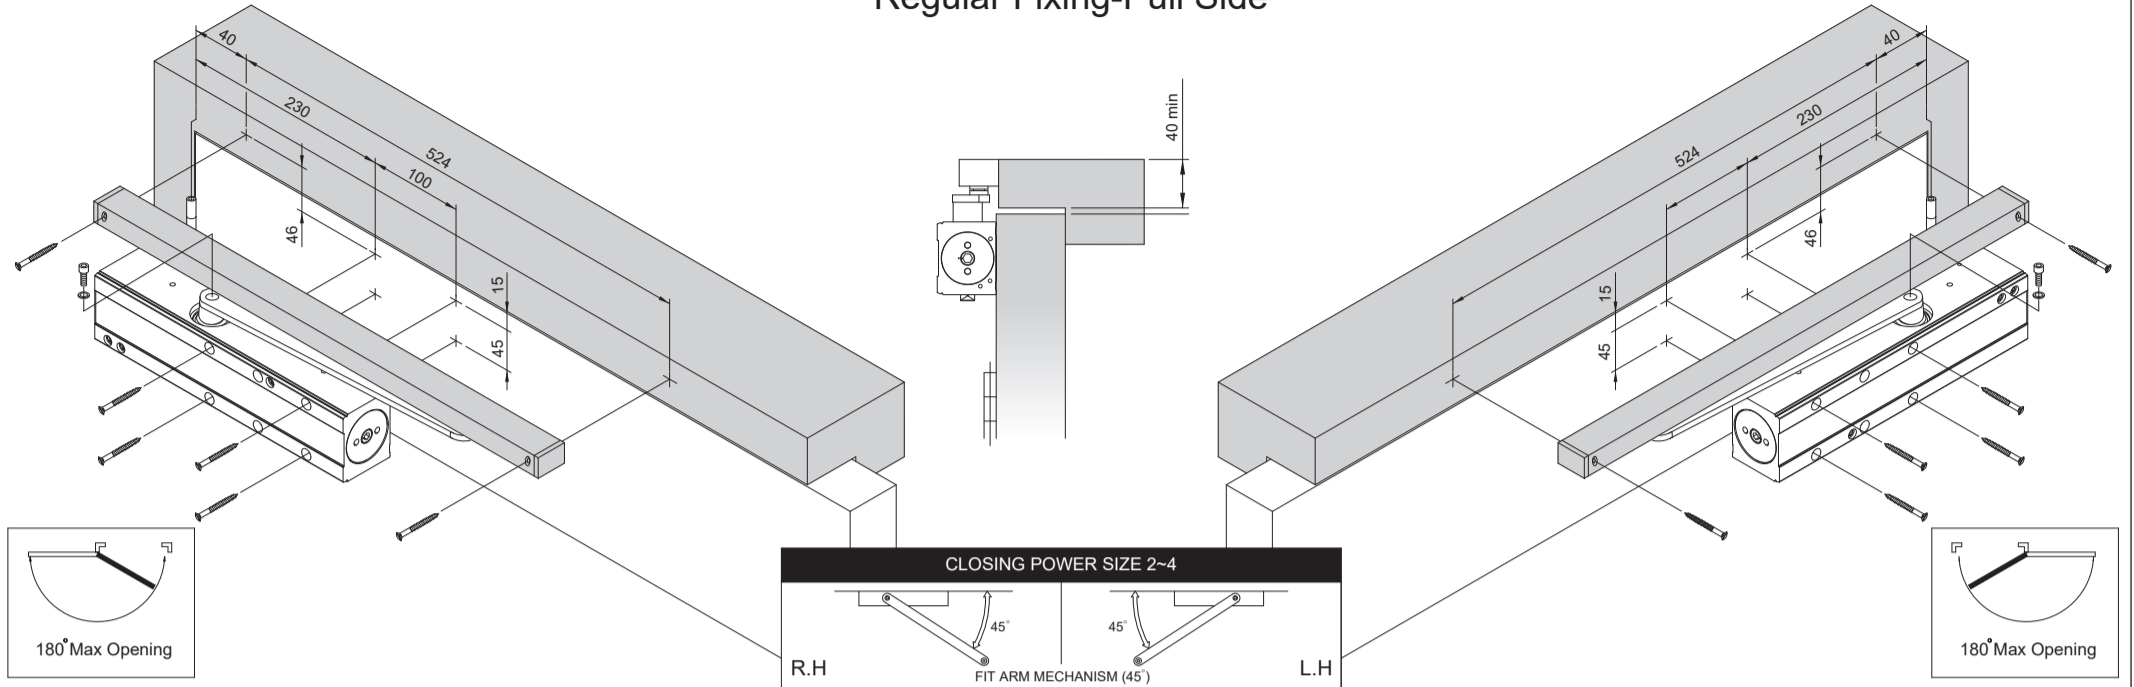 Regular Fixing-Pull Side
40
230
524
100
46
15
45
40 min
40
230
524
46
15
45
180° Max Opening
CLOSING POWER SIZE 2~4
45°
45°
R.H
L.H
FIT ARM MECHANISM (45°)
180° Max Opening